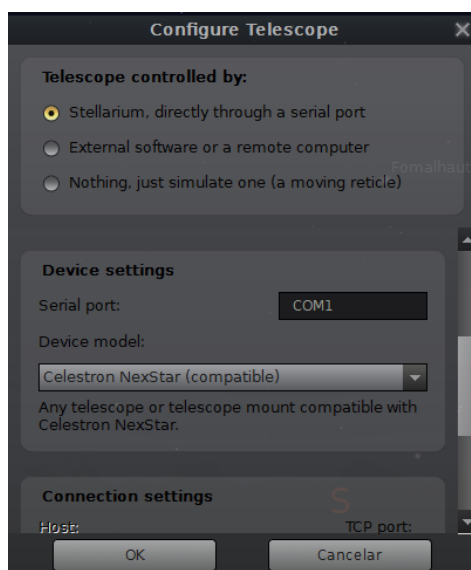 Configure Telescope
Telescope controlled by:
Stellarium, directly through a serial port
External software or a remote computer
Fomalhaut
Nothing, just simulate one (a moving reticle)
Device settings
Serial port: COM1
Device model:
Celestron NexStar (compatible)
Any telescope or telescope mount compatible with
Celestron NexStar.
Connection settings
S
Host: TCP port:
OK Cancelar